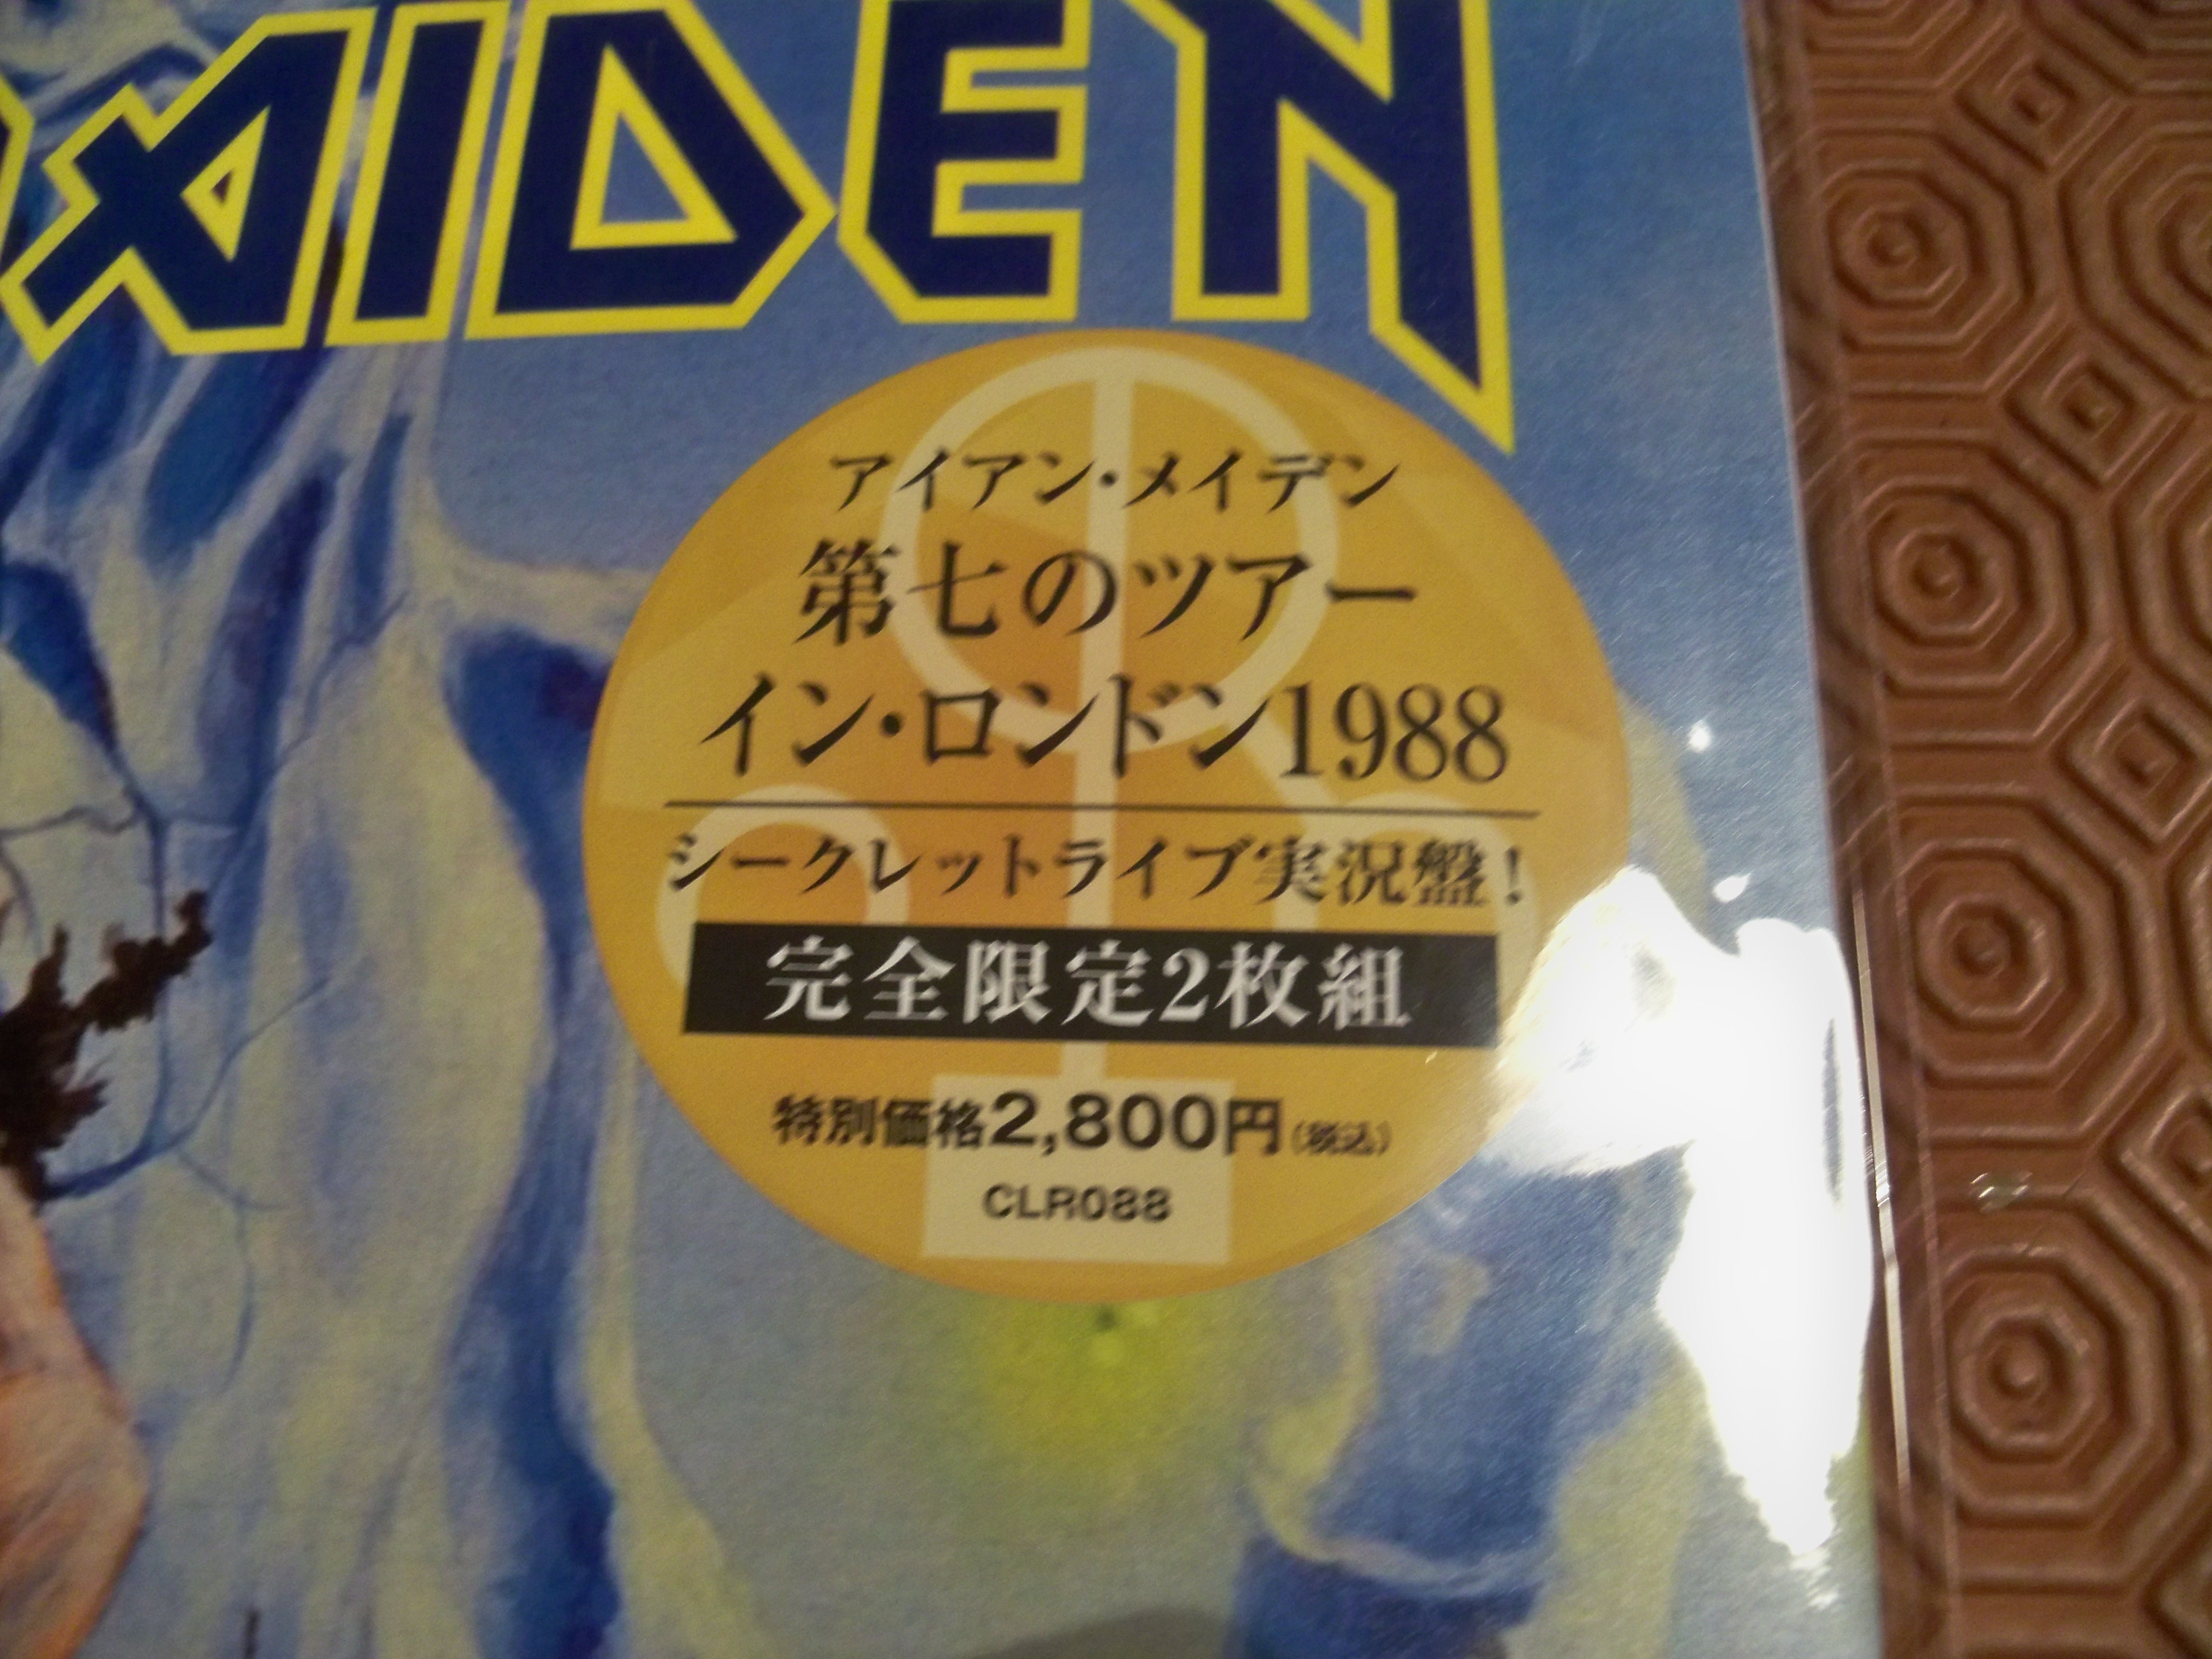 MAIDEN
アイアン・メイデン
第七のツアー
イン・ロンドン1988
シークレットライブ実況盤!
完全限定2枚組
特別価格2,800円(税込)
CLR088